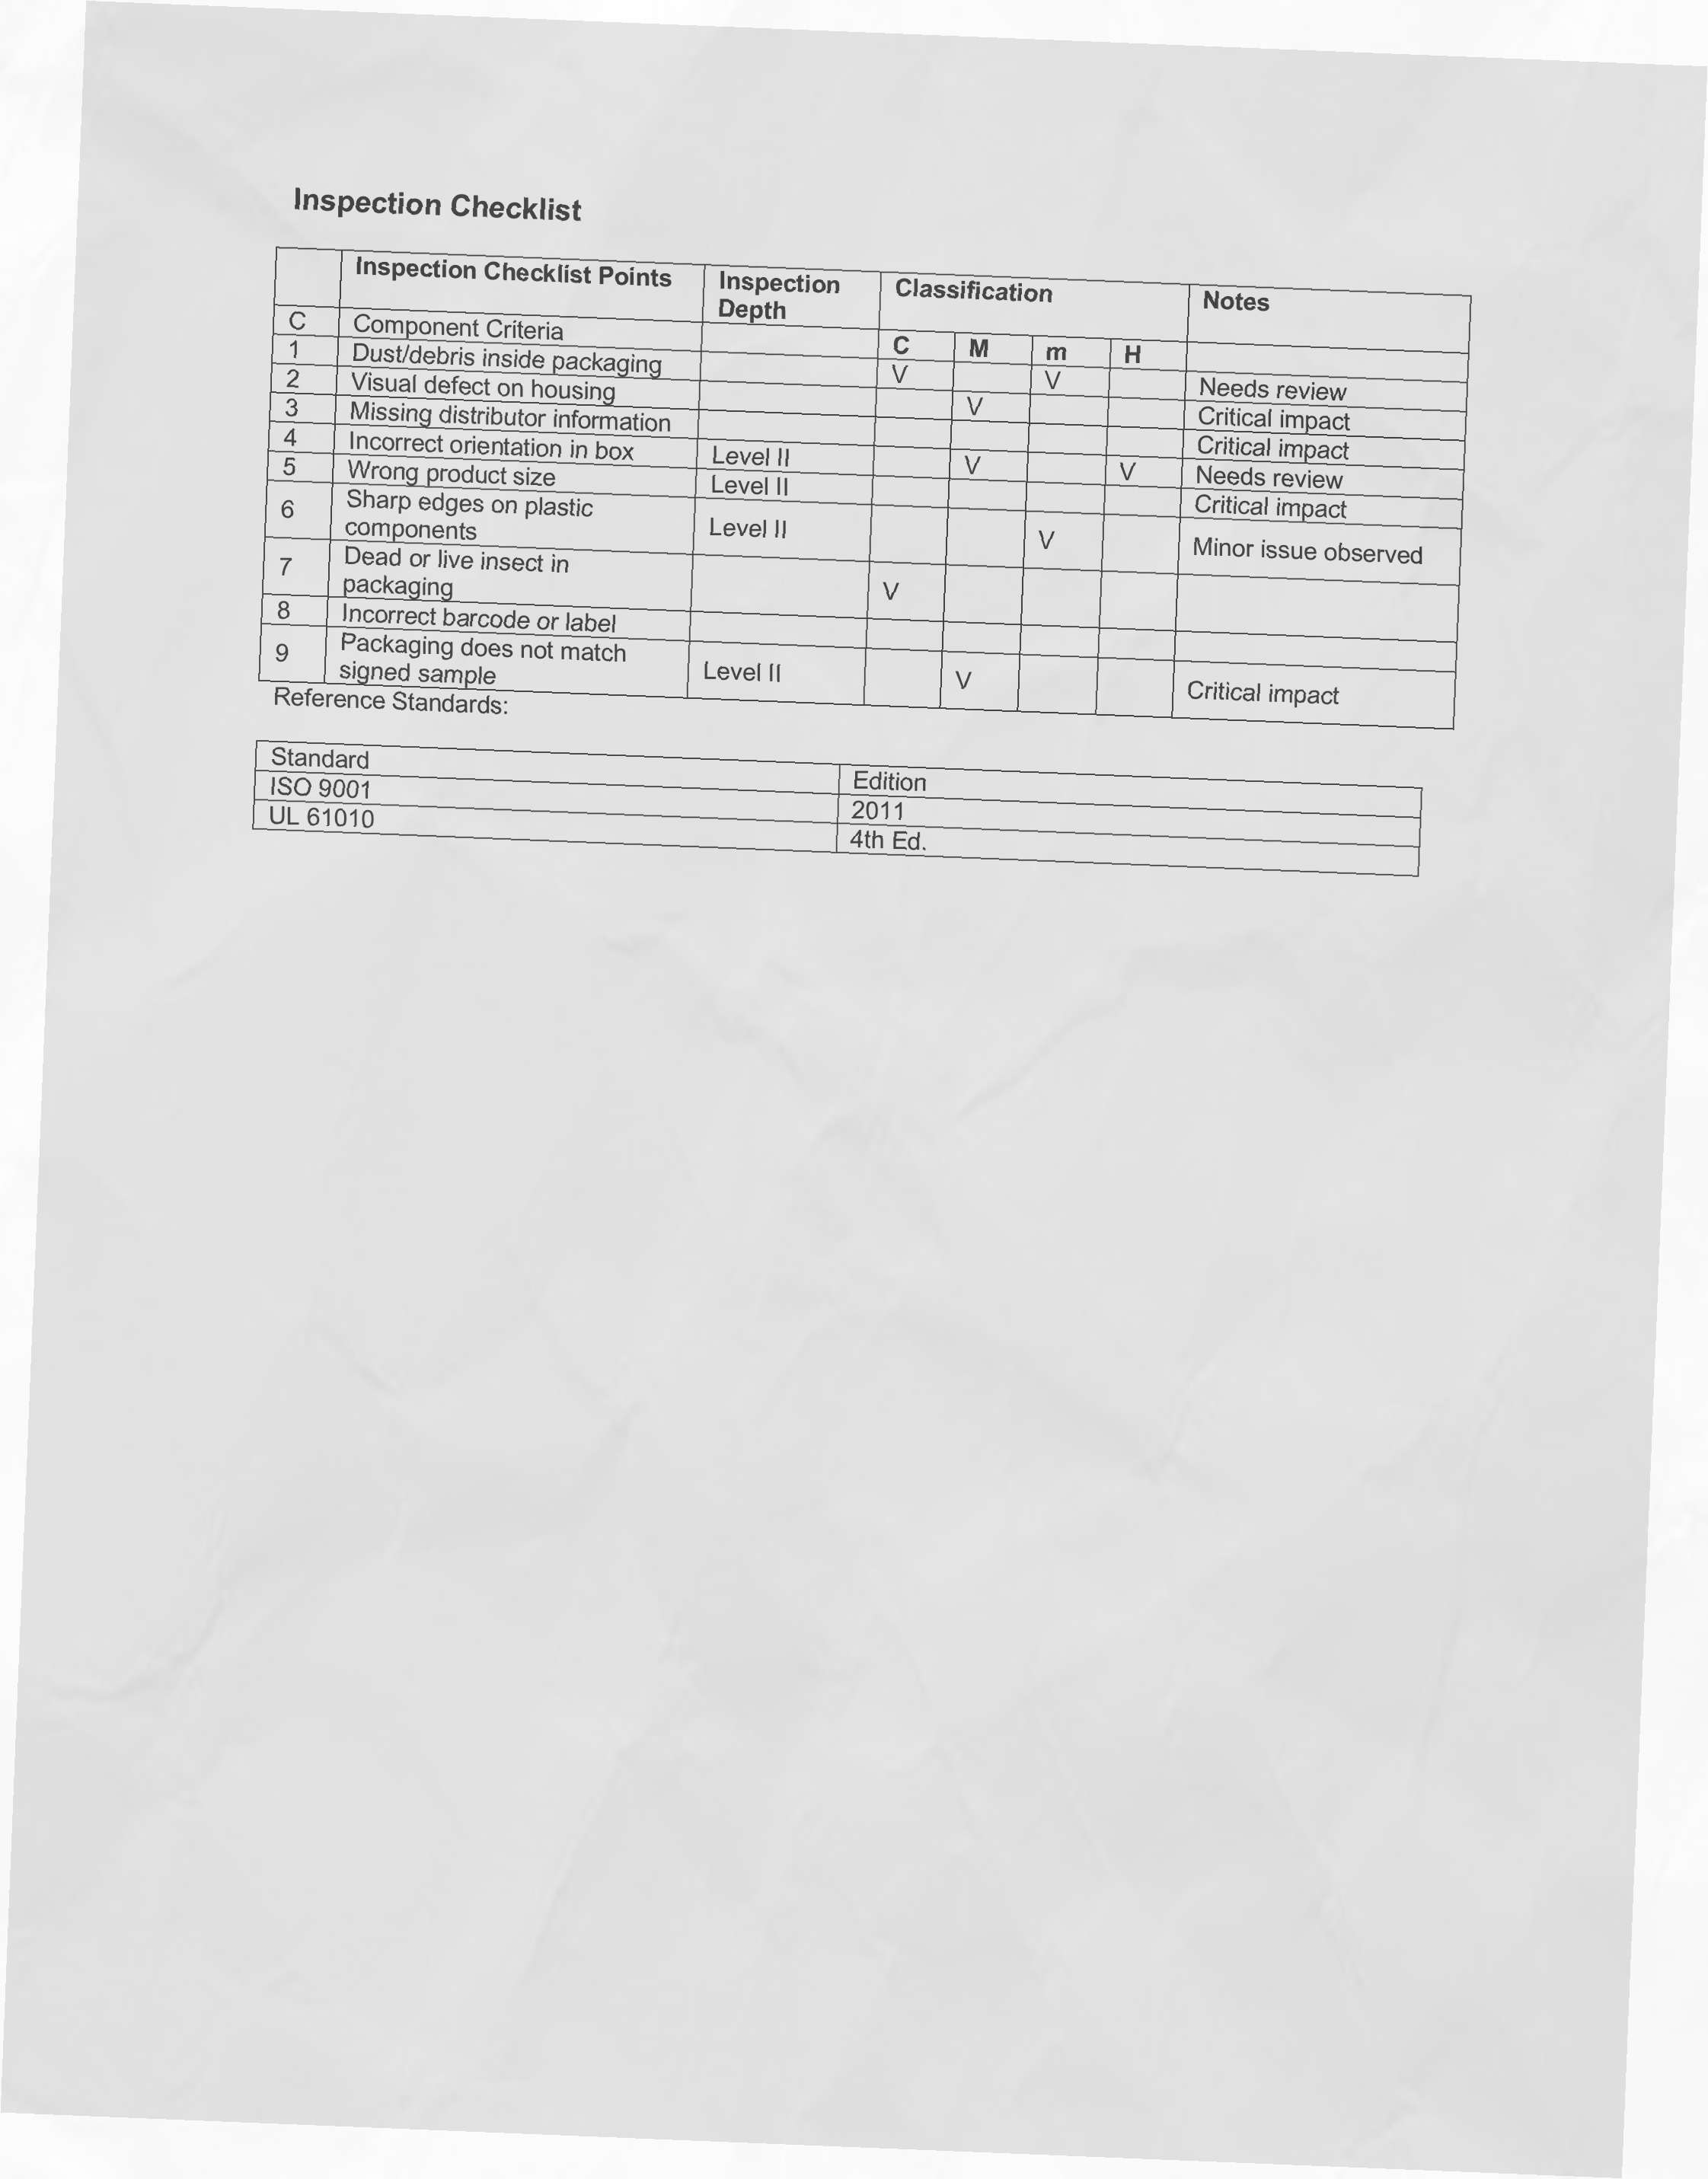 Inspection Checklist
Inspection Checklist Points Inspection Classification Notes
Depth
C Component Criteria C M m H
1 Dust/debris inside packaging V V Needs review
2 Visual defect on housing V Critical impact
3 Missing distributor information Critical impact
4 Incorrect orientation in box Level II V V Needs review
5 Wrong product size Level II Critical impact
6 Sharp edges on plastic
components Level II V Minor issue observed
7 Dead or live insect in
packaging V
8 Incorrect barcode or label
9 Packaging does not match
signed sample Level II V Critical impact
Reference Standards:
Standard Edition
ISO 9001 2011
UL 61010 4th Ed.